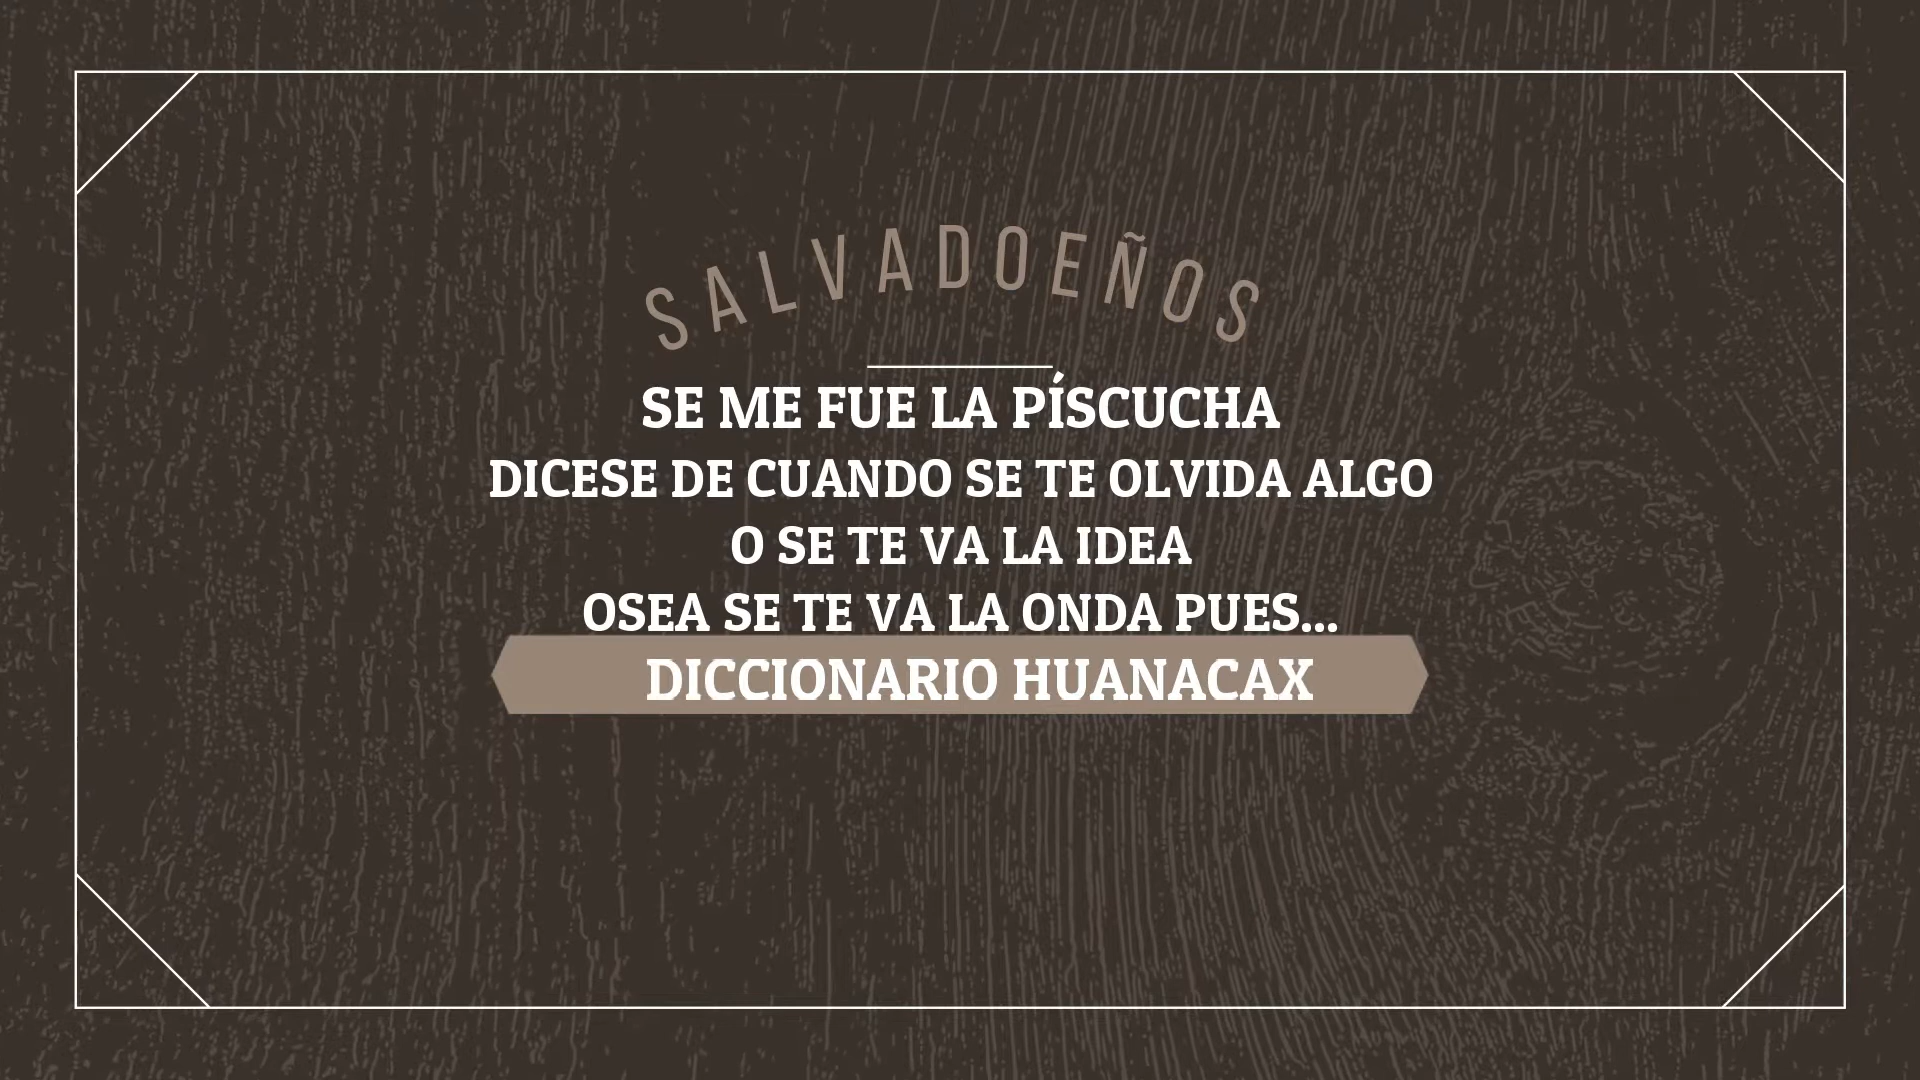 SALVADOEÑOS
SE ME FUE LA PÍSCUCHA
DICESE DE CUANDO SE TE OLVIDA ALGO
O SE TE VA LA IDEA
OSEA SE TE VA LA ONDA PUES...
DICCIONARIO HUANACAX